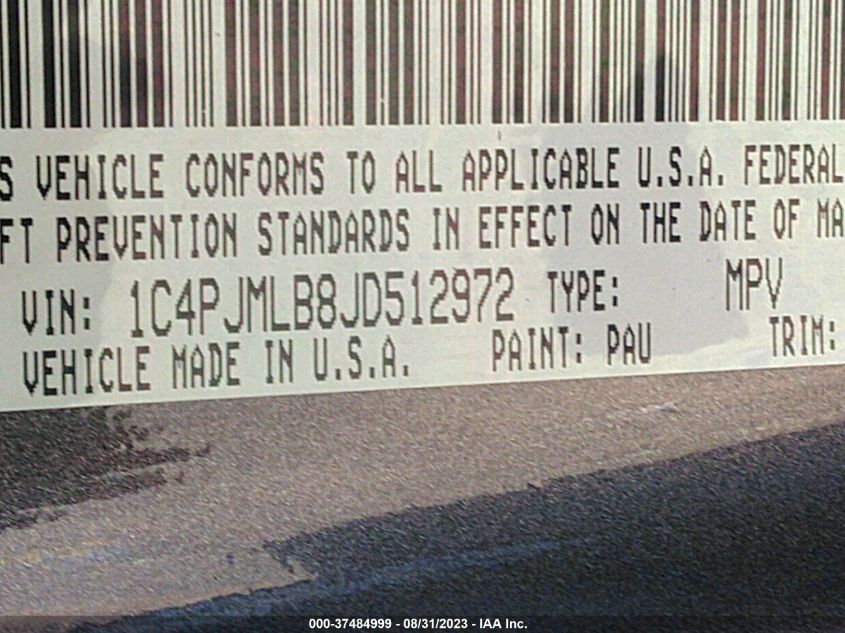 S VEHICLE CONFORMS TO ALL APPLICABLE U.S.A. FEDERAL
FT PREVENTION STANDARDS IN EFFECT ON THE DATE OF MA
VIN: 1C4PJMLB8JD512972 TYPE: MPV
VEHICLE MADE IN U.S.A. PAINT: PAU TRIM:
000-37484999 - 08/31/2023 - IAA Inc.